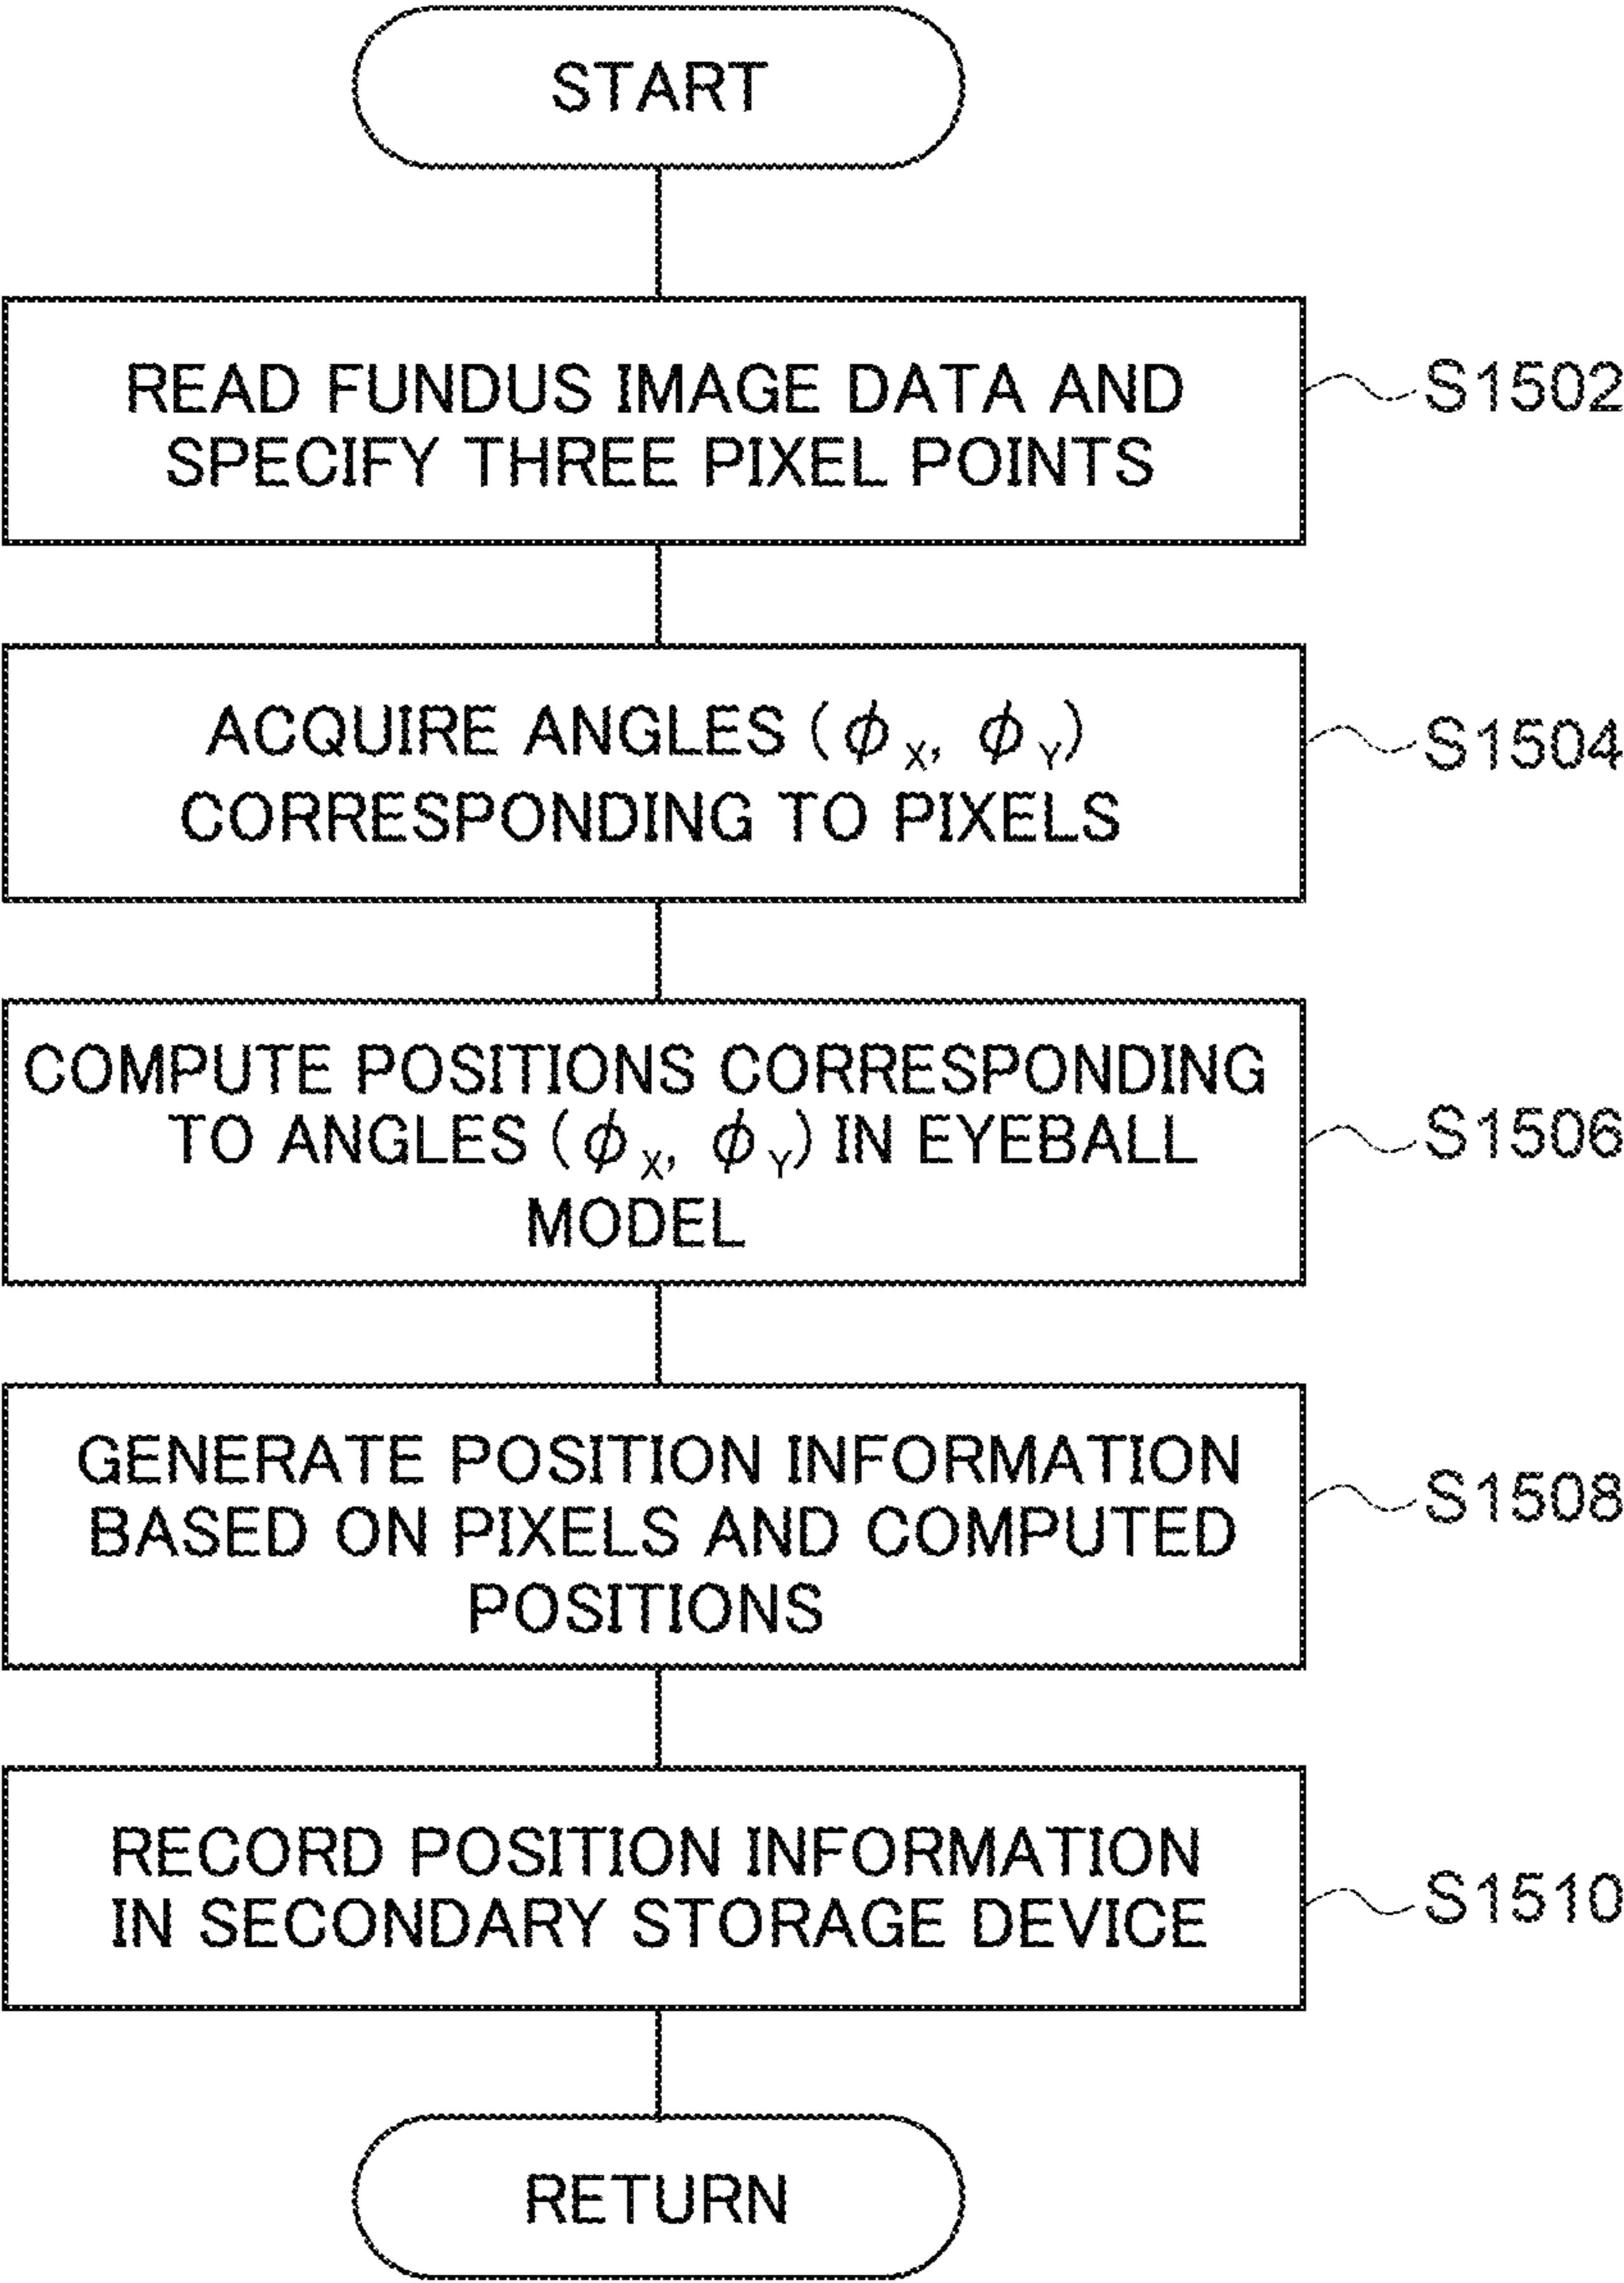 START
READ FUNDUS IMAGE DATA AND
SPECIFY THREE PIXEL POINTS
S1502
ACQUIRE ANGLES (ϕX, ϕY)
CORRESPONDING TO PIXELS
S1504
COMPUTE POSITIONS CORRESPONDING
TO ANGLES (ϕX, ϕY) IN EYEBALL
MODEL
S1506
GENERATE POSITION INFORMATION
BASED ON PIXELS AND COMPUTED
POSITIONS
S1508
RECORD POSITION INFORMATION
IN SECONDARY STORAGE DEVICE
S1510
RETURN